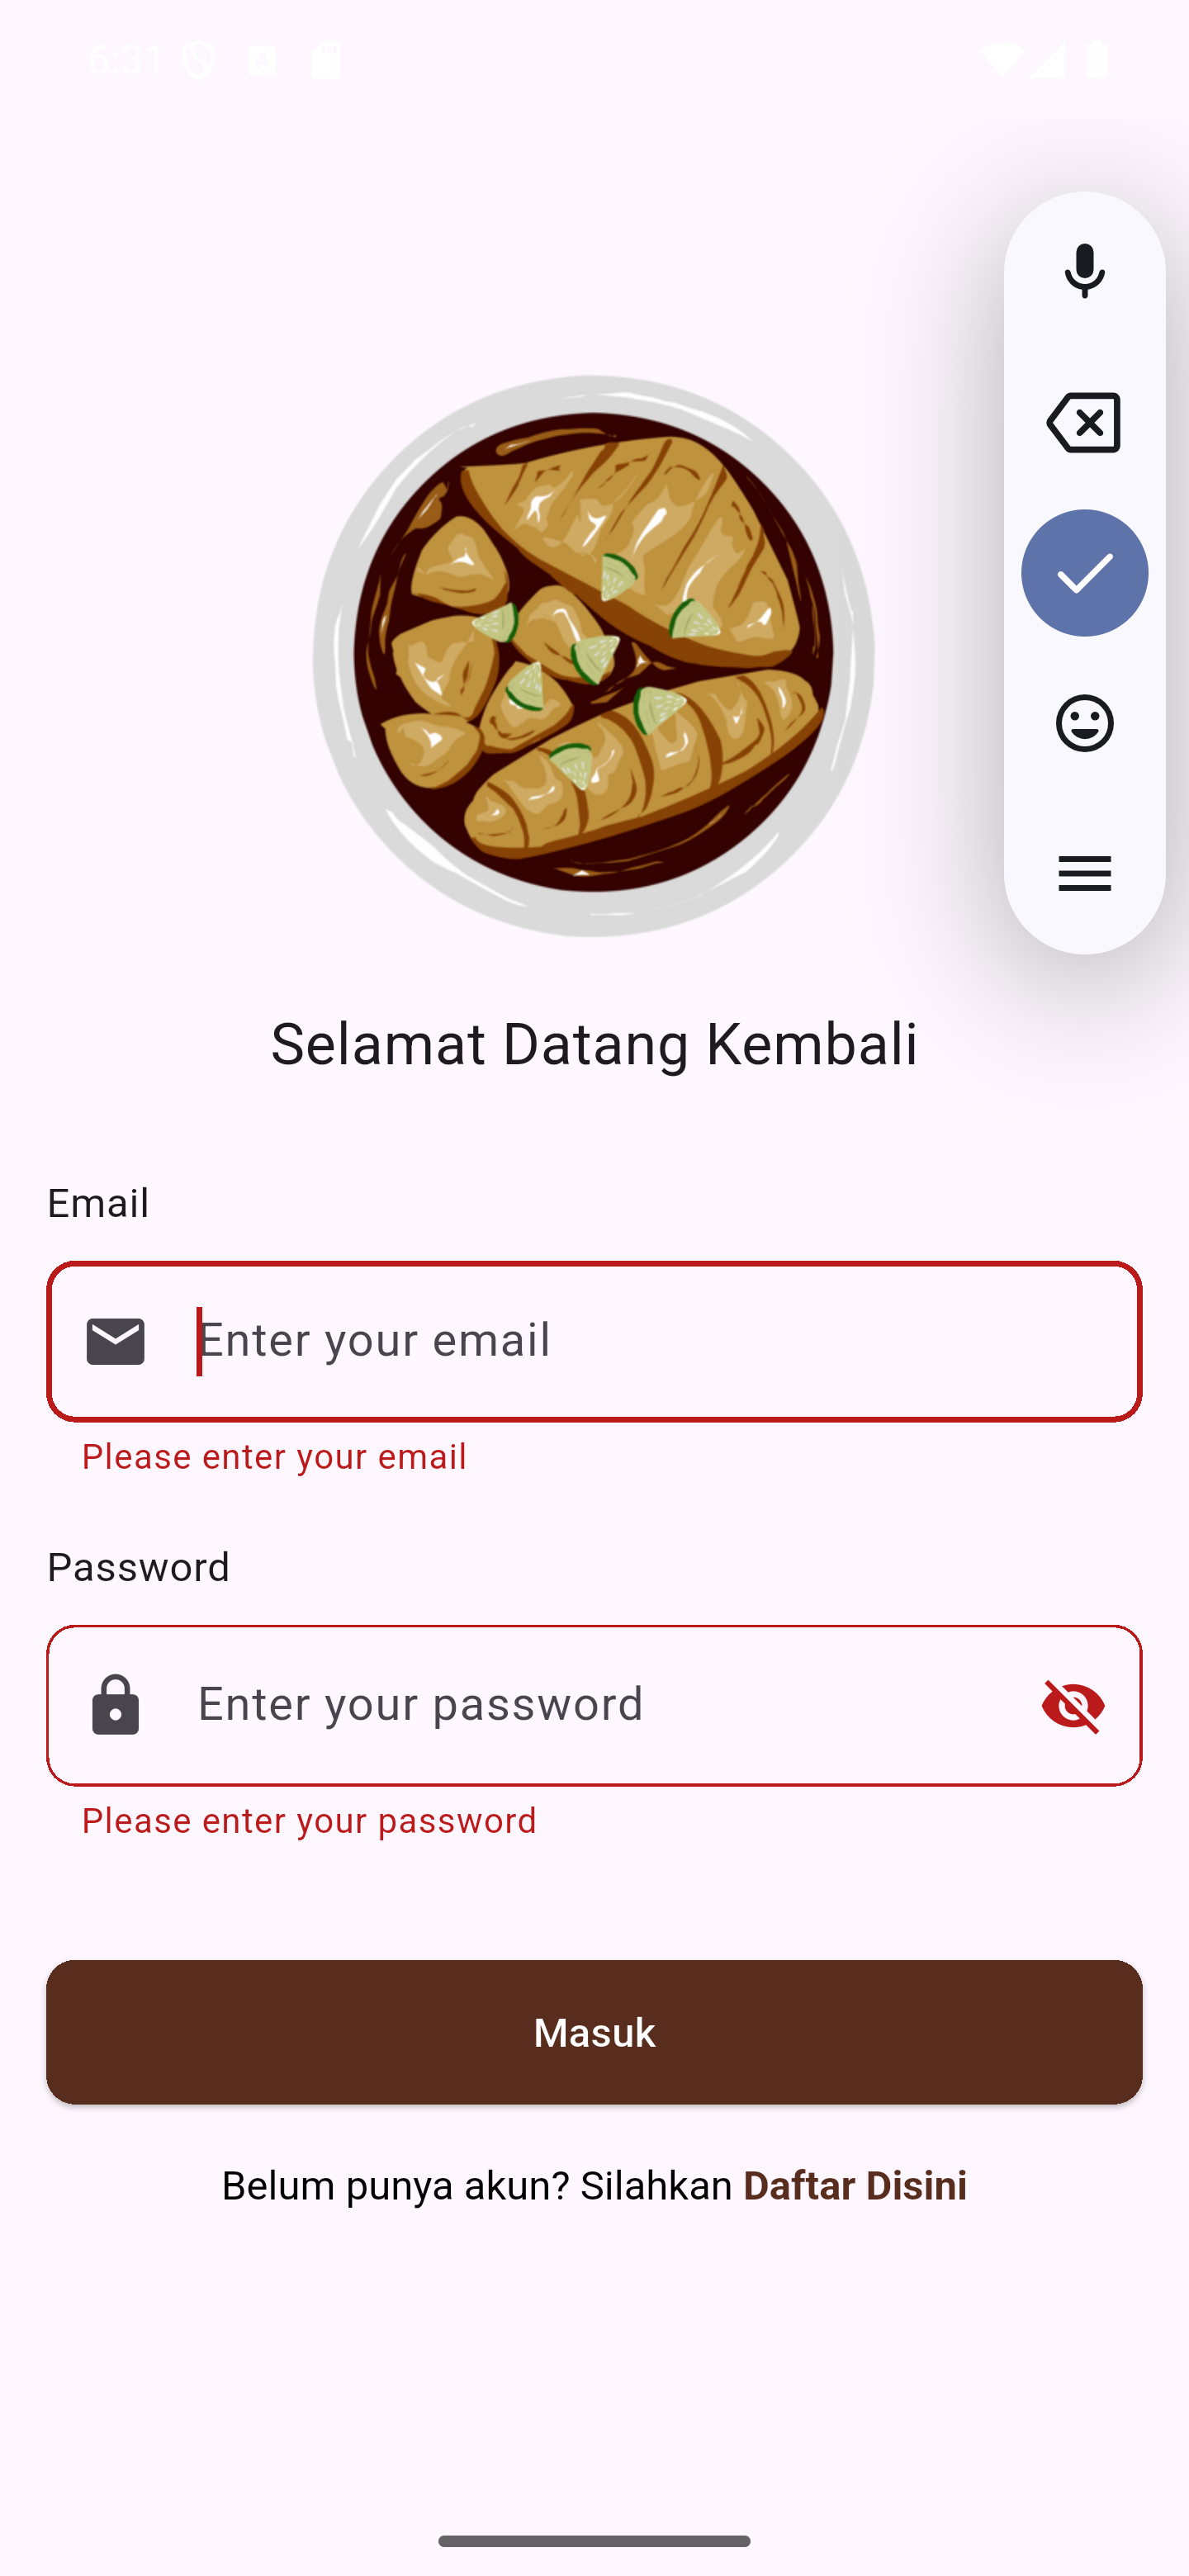 6:31
Selamat Datang Kembali
Email
Enter your email
Please enter your email
Password
Enter your password
Please enter your password
Masuk
Belum punya akun? Silahkan Daftar Disini